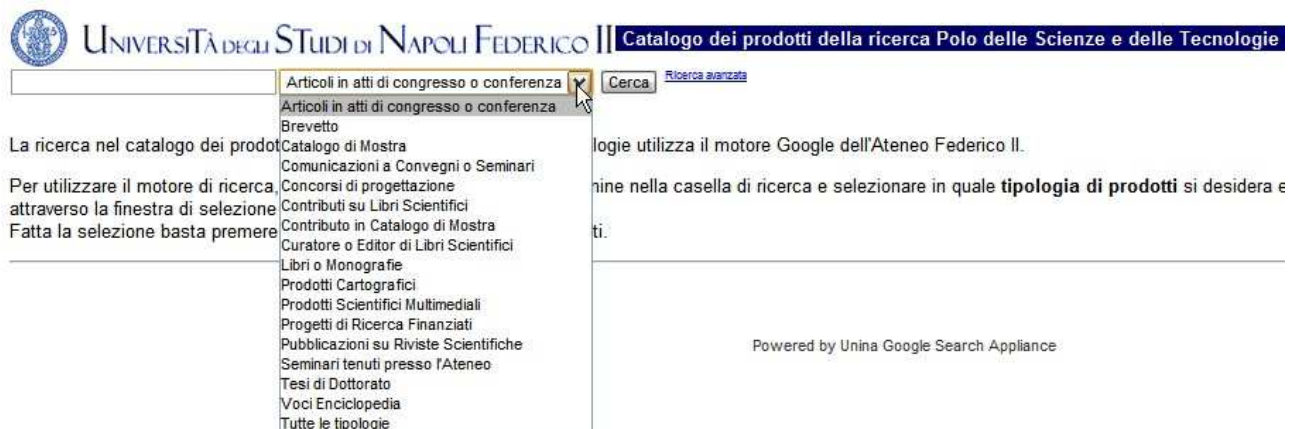 UNIVERSITÀ DEGLI STUDI DI NAPOLI FEDERICO II Catalogo dei prodotti della ricerca Polo delle Scienze e delle Tecnologie
Articoli in atti di congresso o conferenza Cerca Ricerca avanzata
Articoli in atti di congresso o conferenza
Brevetto
La ricerca nel catalogo dei prodot Catalogo di Mostra logie utilizza il motore Google dell'Ateneo Federico II.
Comunicazioni a Convegni o Seminari
Per utilizzare il motore di ricerca, Concorsi di progettazione nine nella casella di ricerca e selezionare in quale tipologia di prodotti si desidera e
attraverso la finestra di selezione Contributi su Libri Scientifici
Fatta la selezione basta premere Contributo in Catalogo di Mostra ti.
Curatore o Editor di Libri Scientifici
Libri o Monografie
Prodotti Cartografici
Prodotti Scientifici Multimediali
Progetti di Ricerca Finanziati
Pubblicazioni su Riviste Scientifiche Powered by Unina Google Search Appliance
Seminari tenuti presso l'Ateneo
Tesi di Dottorato
Voci Enciclopedia
Tutte le tipologie